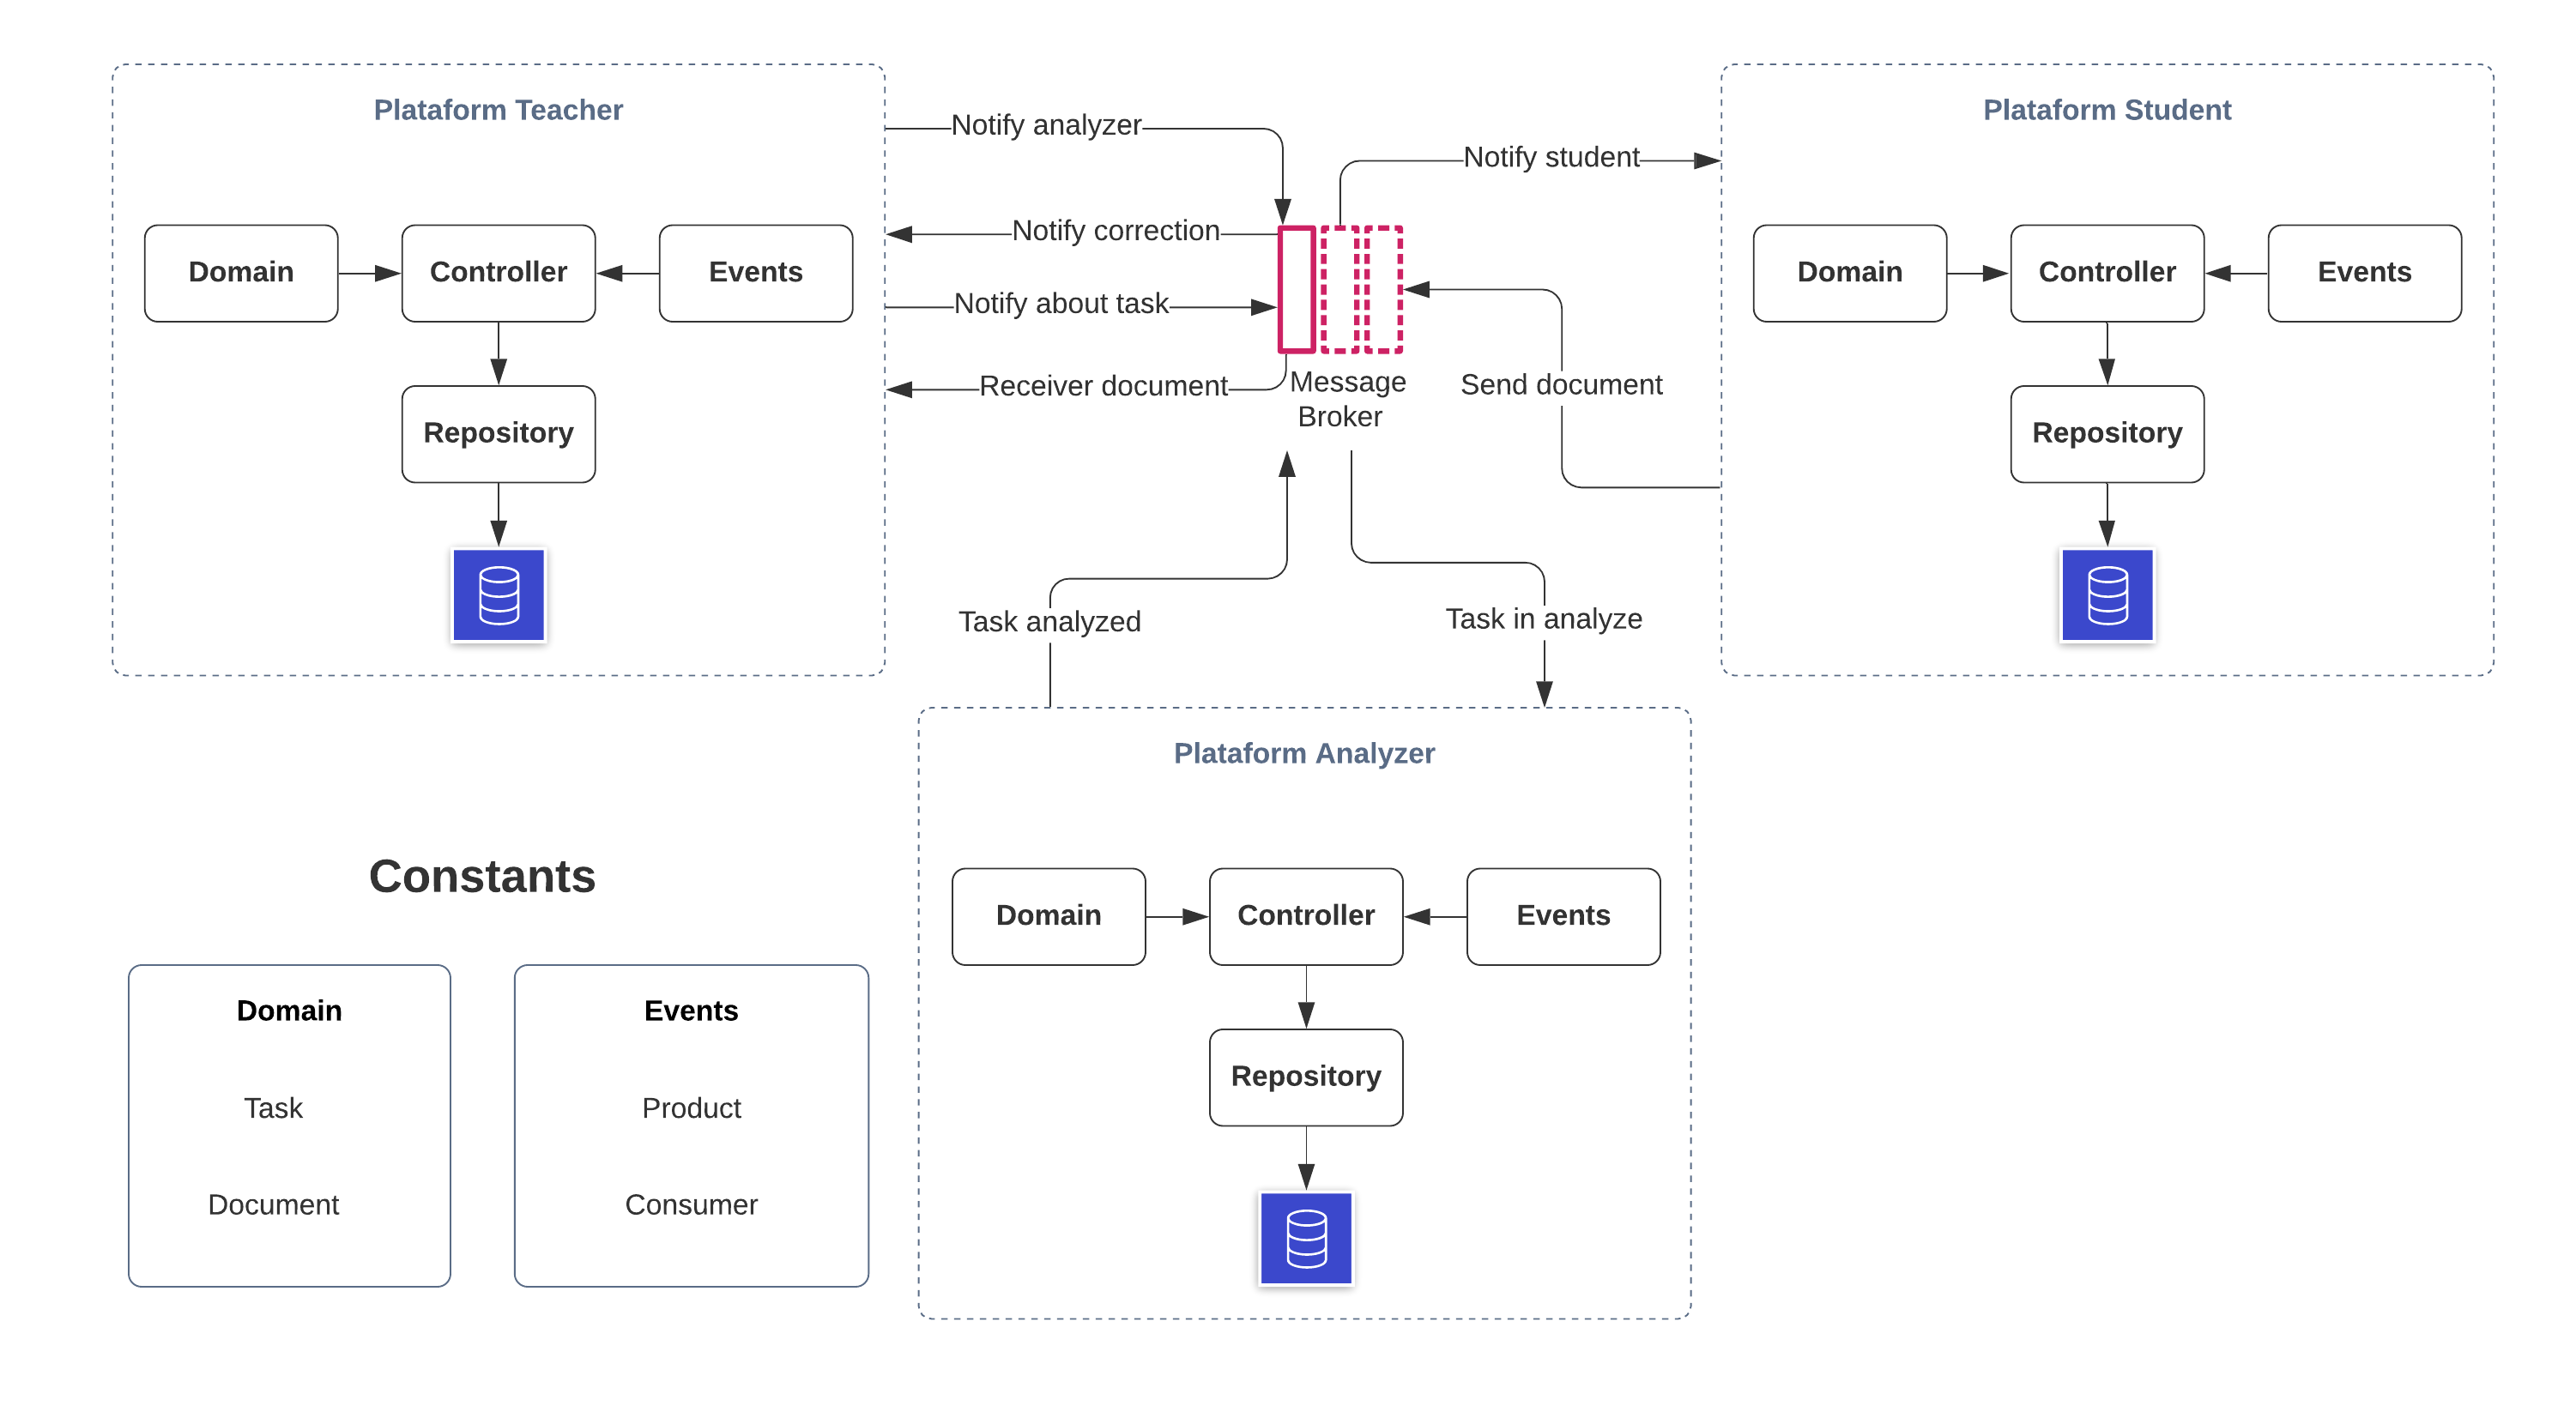 Plataform Teacher
Domain
Controller
Events
Repository
Notify analyzer
Notify correction
Notify about task
Receiver document
Message
Broker
Notify student
Send document
Task analyzed
Task in analyze
Plataform Student
Domain
Controller
Events
Repository
Plataform Analyzer
Domain
Controller
Events
Repository
Constants
Domain
Task
Document
Events
Product
Consumer